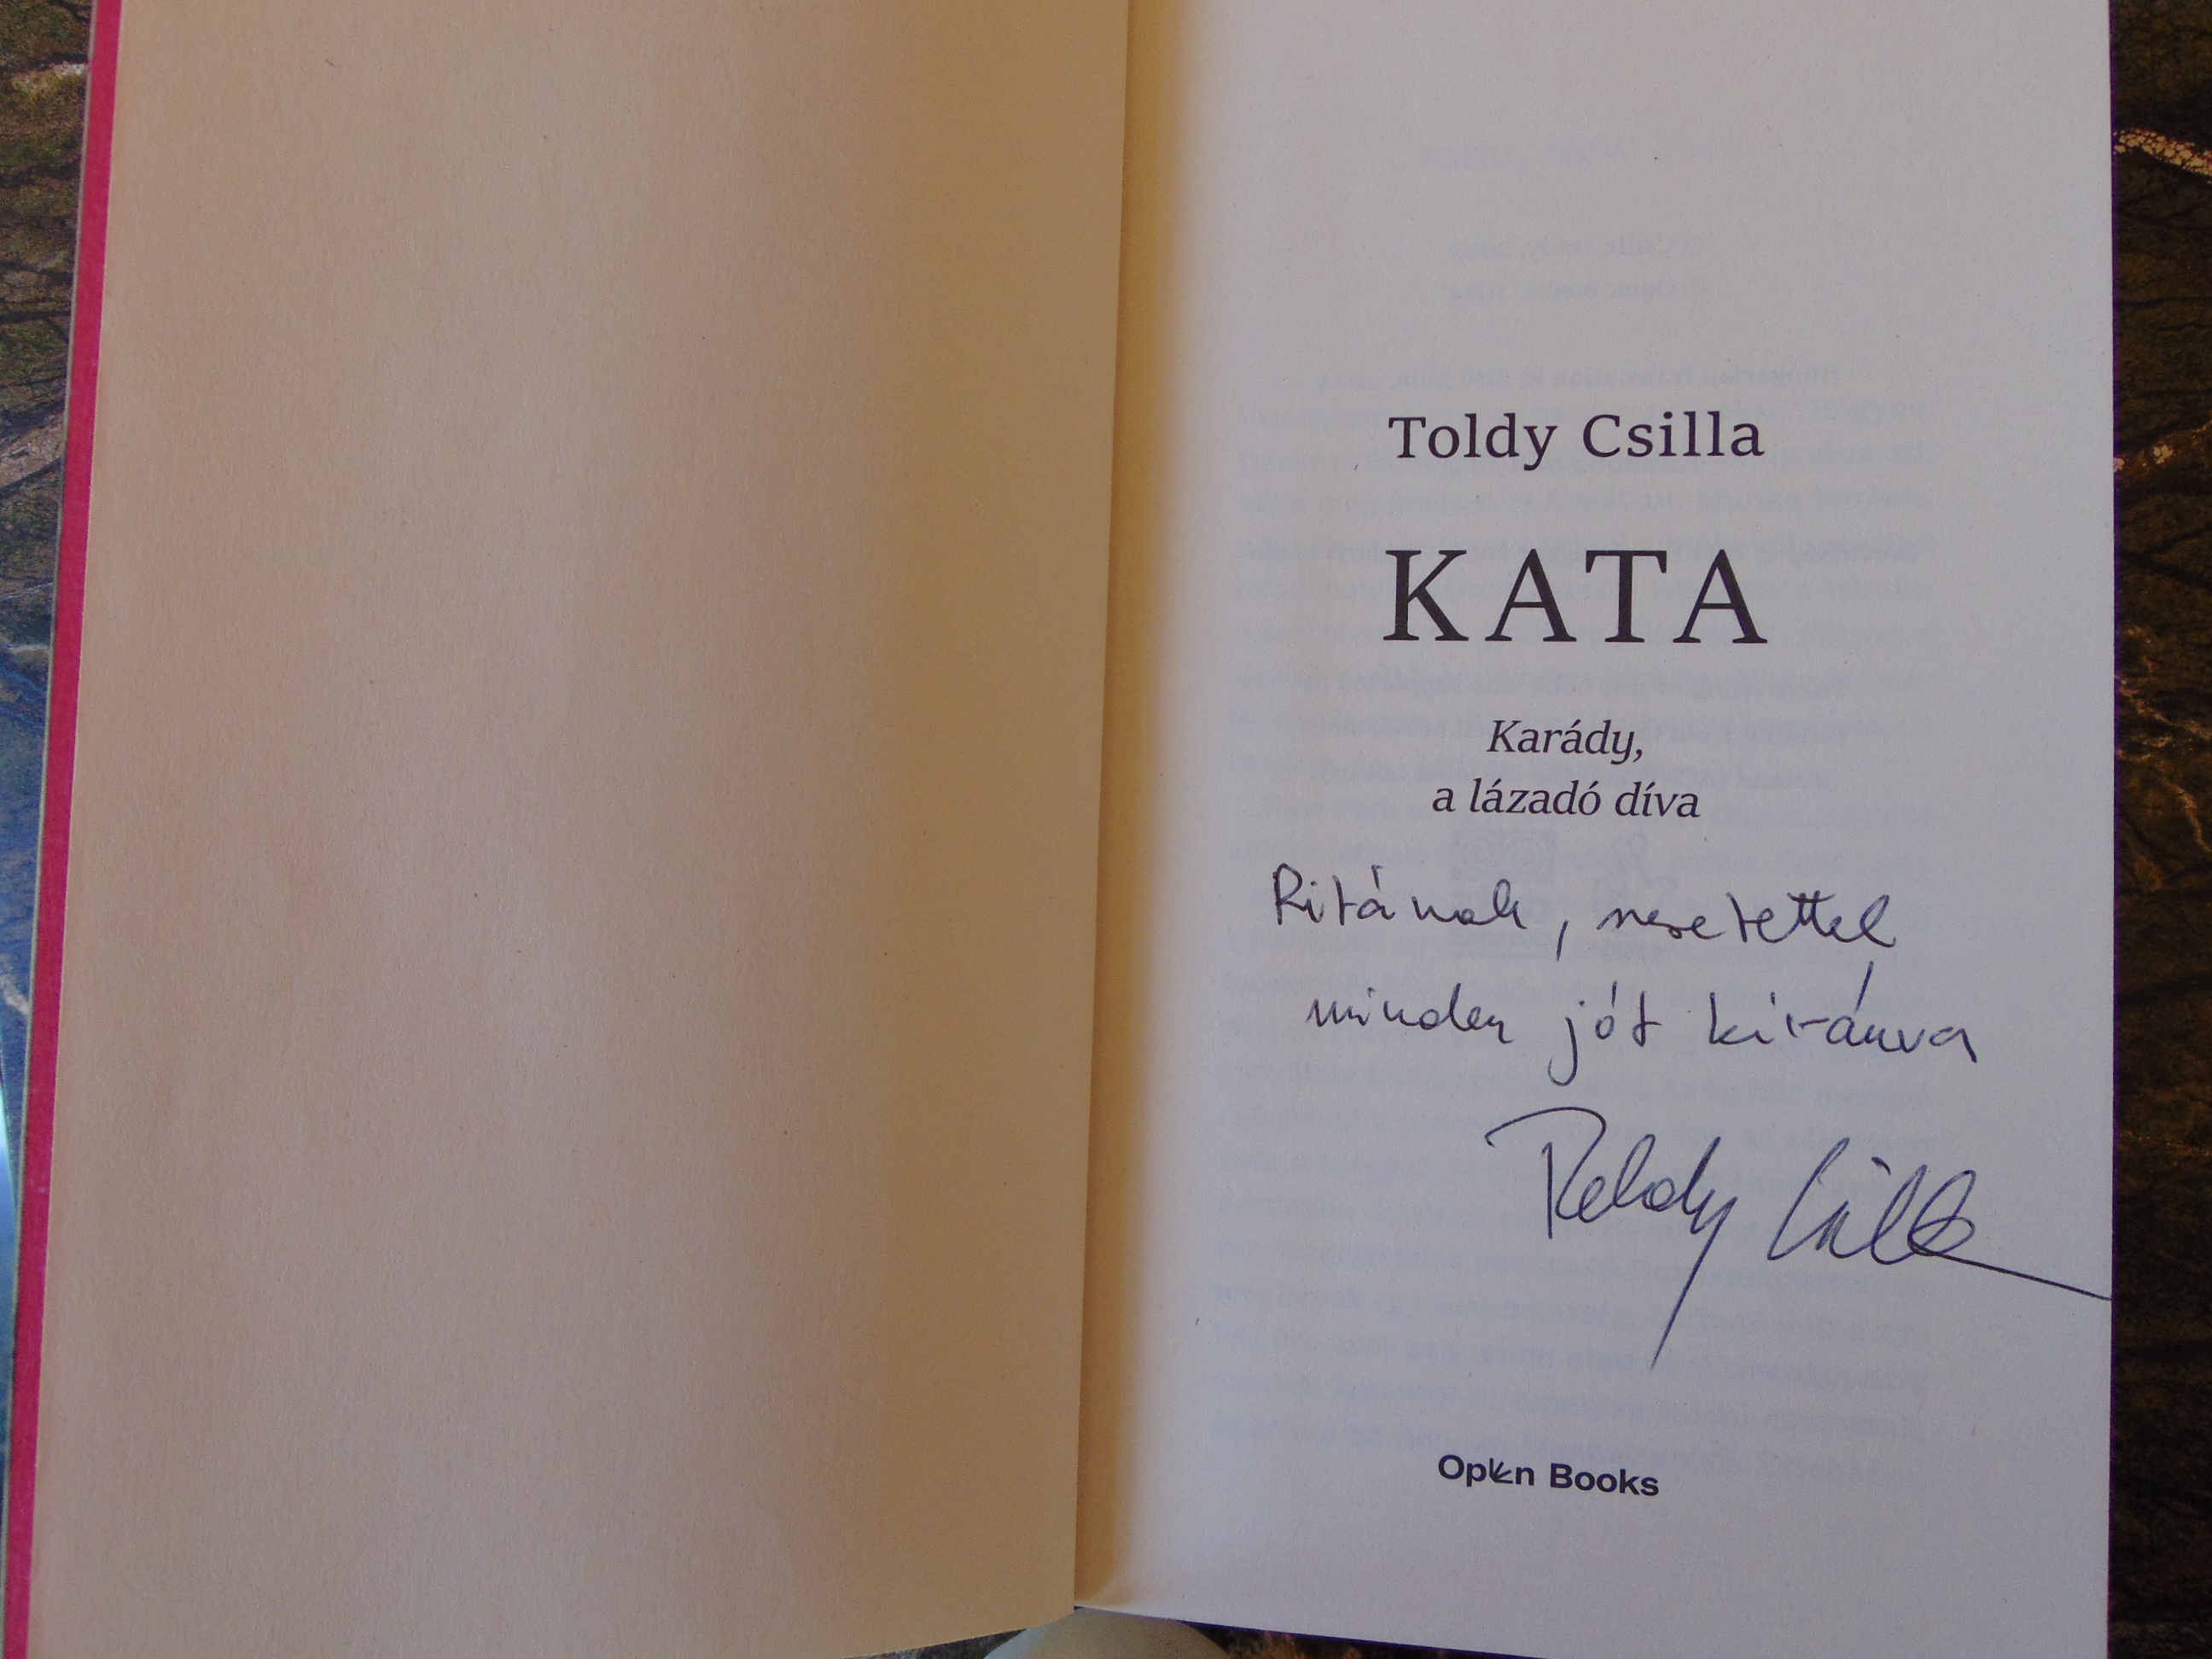 Toldy Csilla
KATA
Karády,
a lázadó díva
Ritának, szeretettel
minden jót kívánva
Toldy Csilla
Open Books